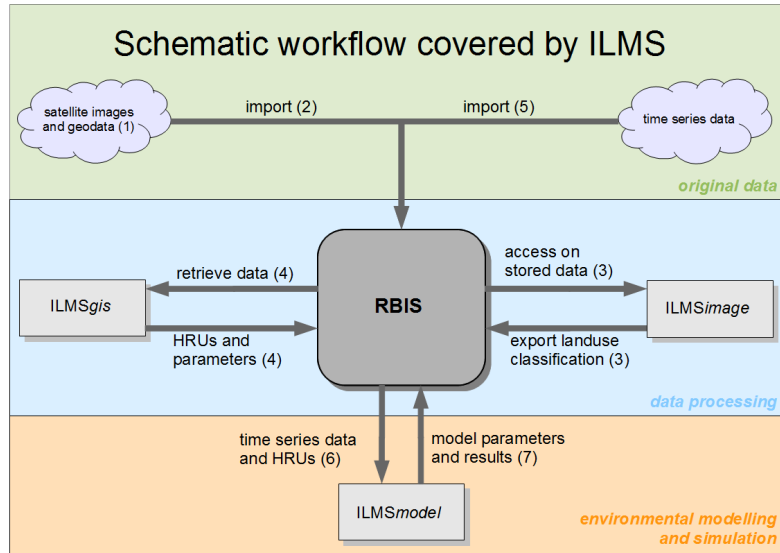 Schematic workflow covered by ILMS
satellite images
and geodata (1)
import (2)
import (5)
time series data
original data
retrieve data (4)
access on
stored data (3)
ILMSgis
RBIS
ILMSimage
HRUs and
parameters (4)
export landuse
classification (3)
data processing
time series data
and HRUs (6)
model parameters
and results (7)
ILMSmodel
environmental modelling
and simulation